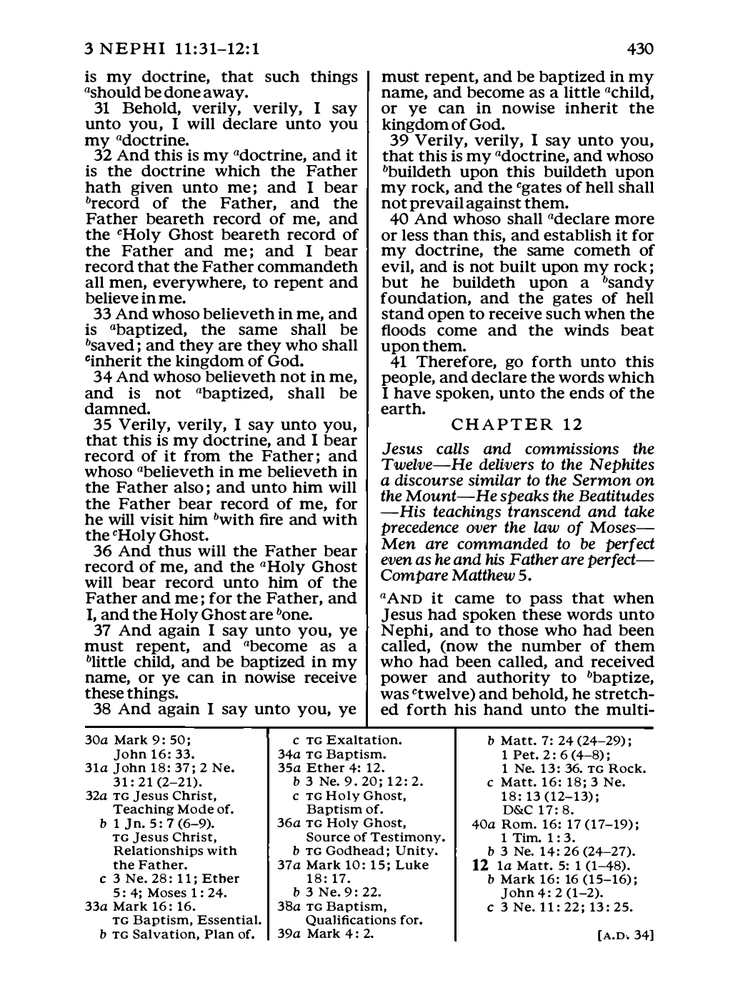 3 NEPHI 11:31–12:1
430
is my doctrine, that such things
ashould be done away.
31 Behold, verily, verily, I say
unto you, I will declare unto you
my adoctrine.
32 And this is my adoctrine, and it
is the doctrine which the Father
hath given unto me; and I bear
brecord of the Father, and the
Father beareth record of me, and
the cHoly Ghost beareth record of
the Father and me; and I bear
record that the Father commandeth
all men, everywhere, to repent and
believe in me.
33 And whoso believeth in me, and
is abaptized, the same shall be
bsaved; and they are they who shall
cinherit the kingdom of God.
34 And whoso believeth not in me,
and is not abaptized, shall be
damned.
35 Verily, verily, I say unto you,
that this is my doctrine, and I bear
record of it from the Father; and
whoso abelieveth in me believeth in
the Father also; and unto him will
the Father bear record of me, for
he will visit him bwith fire and with
the cHoly Ghost.
36 And thus will the Father bear
record of me, and the aHoly Ghost
will bear record unto him of the
Father and me; for the Father, and
I, and the Holy Ghost are bone.
37 And again I say unto you, ye
must repent, and abecome as a
blittle child, and be baptized in my
name, or ye can in nowise receive
these things.
38 And again I say unto you, ye
must repent, and be baptized in my
name, and become as a little achild,
or ye can in nowise inherit the
kingdom of God.
39 Verily, verily, I say unto you,
that this is my adoctrine, and whoso
bbuildeth upon this buildeth upon
my rock, and the cgates of hell shall
not prevail against them.
40 And whoso shall adeclare more
or less than this, and establish it for
my doctrine, the same cometh of
evil, and is not built upon my rock;
but he buildeth upon a bsandy
foundation, and the gates of hell
stand open to receive such when the
floods come and the winds beat
upon them.
41 Therefore, go forth unto this
people, and declare the words which
I have spoken, unto the ends of the
earth.
CHAPTER 12
Jesus calls and commissions the
Twelve—He delivers to the Nephites
a discourse similar to the Sermon on
the Mount—He speaks the Beatitudes
—His teachings transcend and take
precedence over the law of Moses—
Men are commanded to be perfect
even as he and his Father are perfect—
Compare Matthew 5.
aAND it came to pass that when
Jesus had spoken these words unto
Nephi, and to those who had been
called, (now the number of them
who had been called, and received
power and authority to bbaptize,
was ctwelve) and behold, he stretch-
ed forth his hand unto the multi-
30a Mark 9: 50;
John 16: 33.
31a John 18: 37; 2 Ne.
31: 21 (2–21).
32a TG Jesus Christ,
Teaching Mode of.
b 1 Jn. 5: 7 (6–9).
TG Jesus Christ,
Relationships with
the Father.
c 3 Ne. 28: 11; Ether
5: 4; Moses 1: 24.
33a Mark 16: 16.
TG Baptism, Essential.
b TG Salvation, Plan of.
c TG Exaltation.
34a TG Baptism.
35a Ether 4: 12.
b 3 Ne. 9. 20; 12: 2.
c TG Holy Ghost,
Baptism of.
36a TG Holy Ghost,
Source of Testimony.
b TG Godhead; Unity.
37a Mark 10: 15; Luke
18: 17.
b 3 Ne. 9: 22.
38a TG Baptism,
Qualifications for.
39a Mark 4: 2.
b Matt. 7: 24 (24–29);
1 Pet. 2: 6 (4–8);
1 Ne. 13: 36. TG Rock.
c Matt. 16: 18; 3 Ne.
18: 13 (12–13);
D&C 17: 8.
40a Rom. 16: 17 (17–19);
1 Tim. 1: 3.
b 3 Ne. 14: 26 (24–27).
12 1a Matt. 5: 1 (1–48).
b Mark 16: 16 (15–16);
John 4: 2 (1–2).
c 3 Ne. 11: 22; 13: 25.
[A.D. 34]